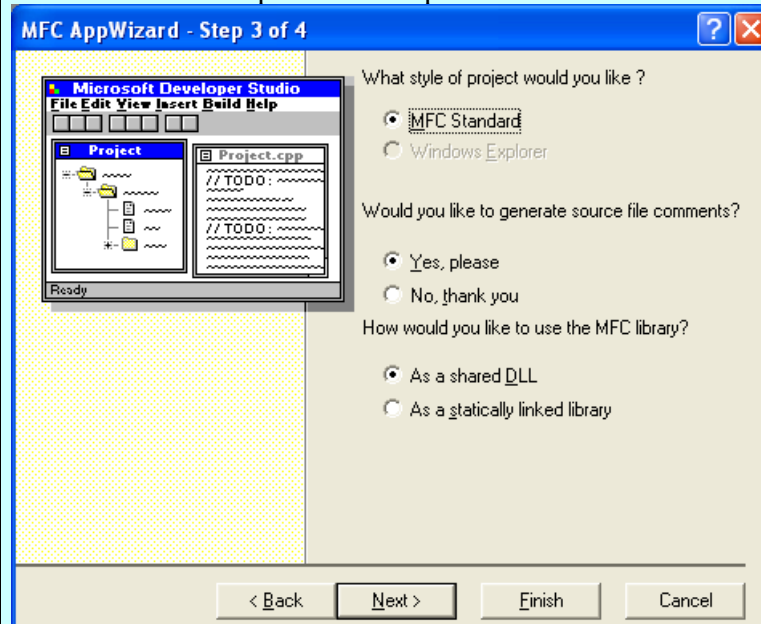 MFC AppWizard - Step 3 of 4
Microsoft Developer Studio
File Edit View Insert Build Help
Project
Project.cpp
// TODO:
// TODO:
Ready
What style of project would you like ?
MFC Standard
Windows Explorer
Would you like to generate source file comments?
Yes, please
No, thank you
How would you like to use the MFC library?
As a shared DLL
As a statically linked library
< Back
Next >
Finish
Cancel